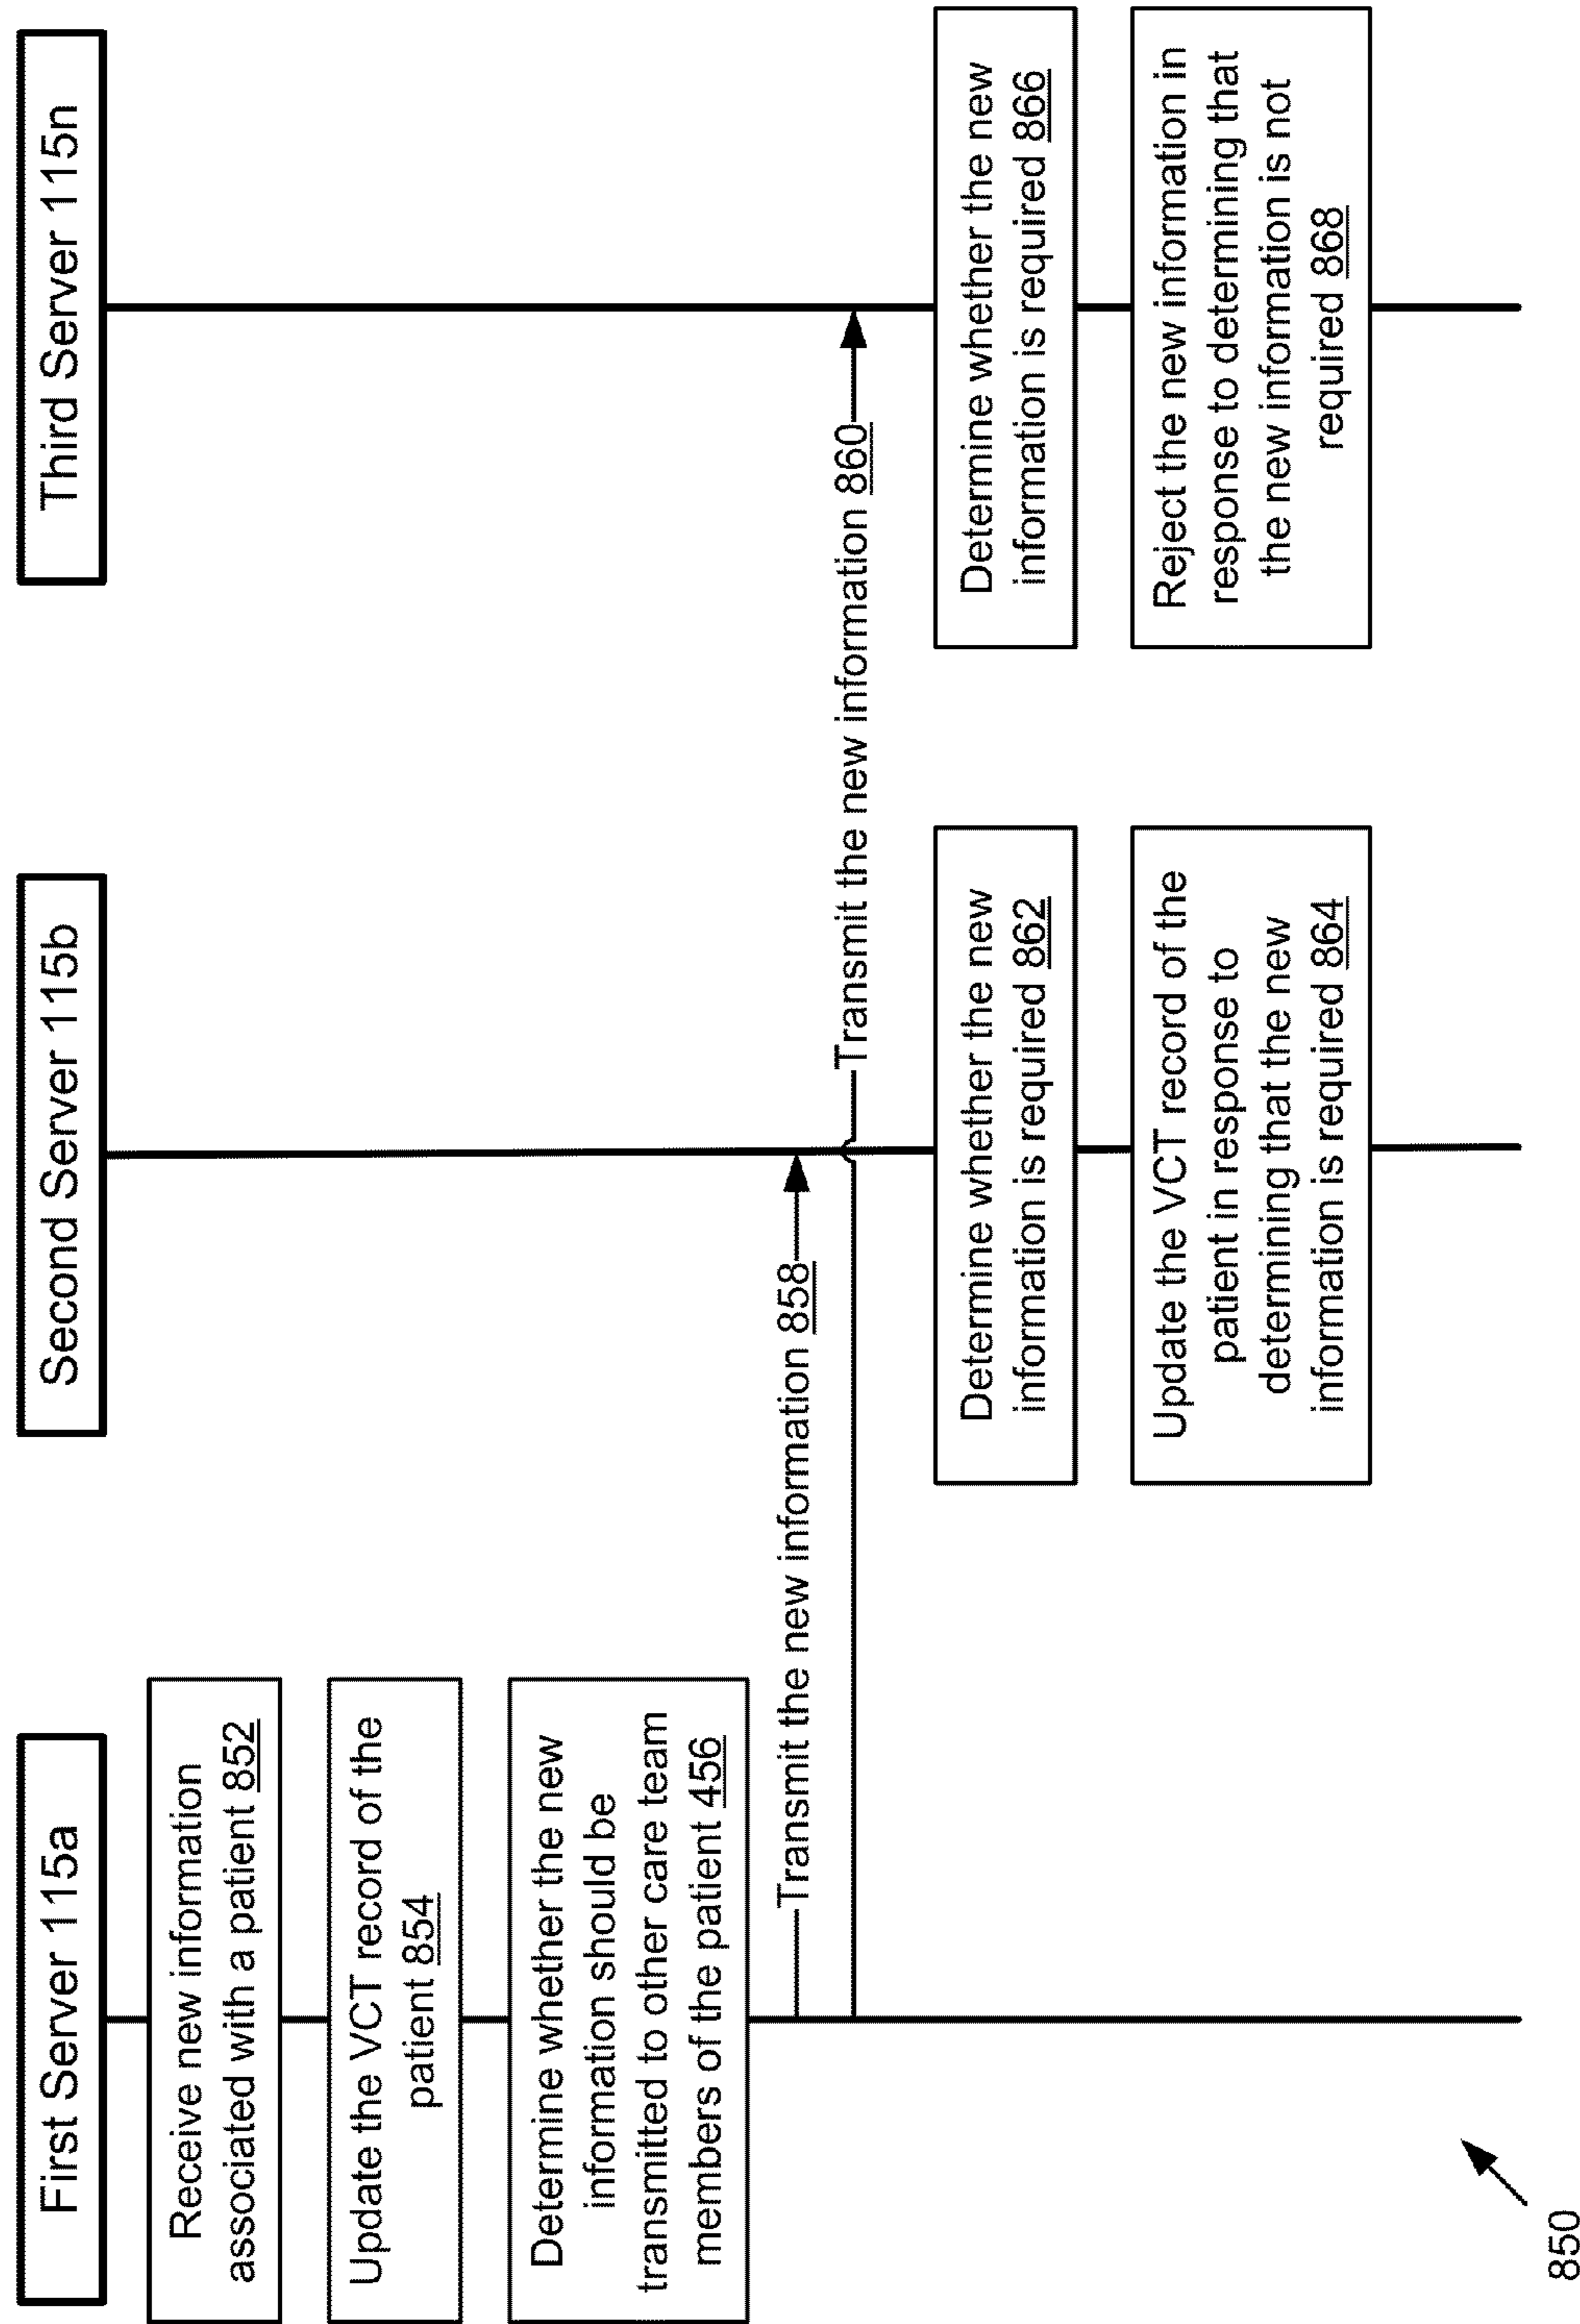 First Server 115a
Second Server 115b
Third Server 115n
Receive new information
associated with a patient 852
Update the VCT record of the
patient 854
Determine whether the new
information should be
transmitted to other care team
members of the patient 456
Transmit the new information 858
Transmit the new information 860
Determine whether the new
information is required 862
Determine whether the new
information is required 866
Update the VCT record of the
patient in response to
determining that the new
information is required 864
Reject the new information in
response to determining that
the new information is not
required 868
850